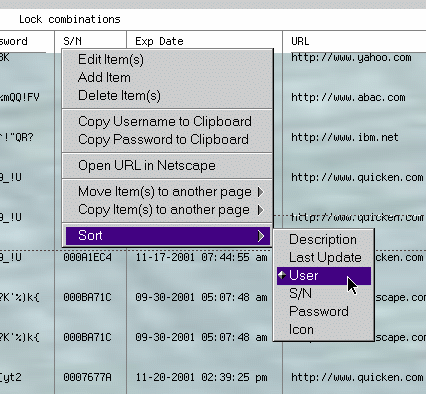 Lock combinations
sword S/N Exp Date URL
8K http://www.yahoo.com
Edit Item(s)
Add Item
%mQQ!FV http://www.abac.com
Delete Item(s)
Copy Username to Clipboard
^!"QR? http://www.ibm.net
Copy Password to Clipboard
Open URL in Netscape
9_!U http://www.quicken.com
Move Item(s) to another page
Copy Item(s) to another page
9_!U http://www.quicken.com
Sort
Description
9_!U 000A1EC4 11-17-2001 07:44:55 am Last Update quicken.com
User
?K'%)k{ 000BA71C 09-30-2001 05:07:48 am S/N scape.com
Password
Icon
?K'%)k{ 000BA71C 09-30-2001 05:07:48 am scape.com
[yt2 0007677A 11-20-2001 02:39:25 pm http://www.quicken.com